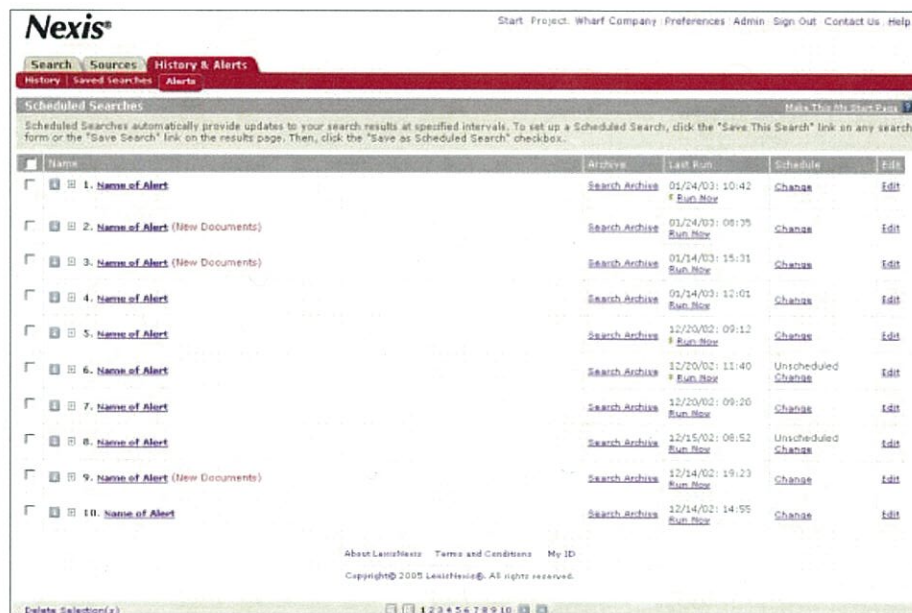 Nexis®
Start Project: Wharf Company Preferences Admin Sign Out Contact Us Help
Search Sources History & Alerts
History | Saved Searches Alerts
Scheduled Searches Make This My Start Page ?
Scheduled Searches automatically provide updates to your search results at specified intervals. To set up a Scheduled Search, click the "Save This Search" link on any search
form or the "Save Search" link on the results page. Then, click the "Save as Scheduled Search" checkbox.
Name Archive Last Run Schedule Edit
1. Name of Alert Search Archive 01/24/03: 10:42 Change Edit
Run Now
2. Name of Alert (New Documents) Search Archive 01/24/03: 08:35 Change Edit
Run Now
3. Name of Alert (New Documents) Search Archive 01/14/03: 15:31 Change Edit
Run Now
4. Name of Alert Search Archive 01/14/03: 12:01 Change Edit
Run Now
5. Name of Alert Search Archive 12/20/02: 09:12 Change Edit
Run Now
6. Name of Alert Search Archive 12/20/02: 11:40 Unscheduled Edit
Run Now Change
7. Name of Alert Search Archive 12/20/02: 09:20 Change Edit
Run Now
8. Name of Alert Search Archive 12/15/02: 08:52 Unscheduled Edit
Run Now Change
9. Name of Alert (New Documents) Search Archive 12/14/02: 19:23 Change Edit
Run Now
10. Name of Alert Search Archive 12/14/02: 14:55 Change Edit
Run Now
About LexisNexis Terms and Conditions My ID
Copyright© 2005 LexisNexis®. All rights reserved.
Delete Selection(s) 1 2 3 4 5 6 7 8 9 10